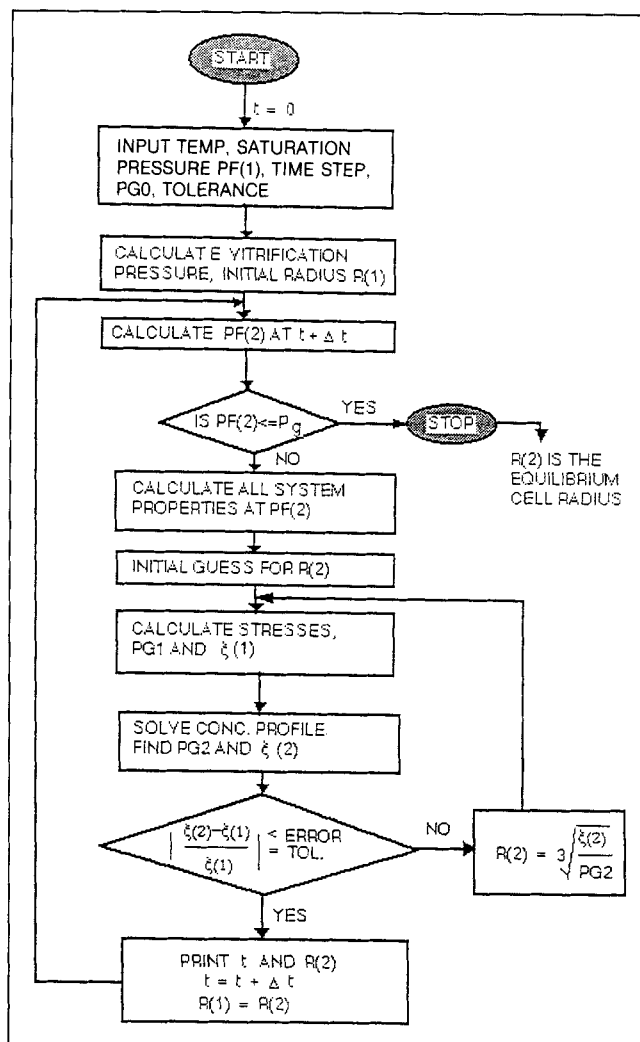 START
t = 0
INPUT TEMP, SATURATION
PRESSURE PF(1), TIME STEP,
PG0, TOLERANCE
CALCULATE VITRIFICATION
PRESSURE, INITIAL RADIUS R(1)
CALCULATE PF(2) AT t + Δ t
IS PF(2)<=Pg
YES
STOP
NO
R(2) IS THE
EQUILIBRIUM
CELL RADIUS
CALCULATE ALL SYSTEM
PROPERTIES AT PF(2)
INITIAL GUESS FOR R(2)
CALCULATE STRESSES,
PG1 AND ξ(1)
SOLVE CONC. PROFILE
FIND PG2 AND ξ(2)
| ξ(2)-ξ(1) / ξ(1) | < ERROR
= TOL.
NO
R(2) = 3√ ξ(2) / PG2
YES
PRINT t AND R(2)
t = t + Δ t
R(1) = R(2)